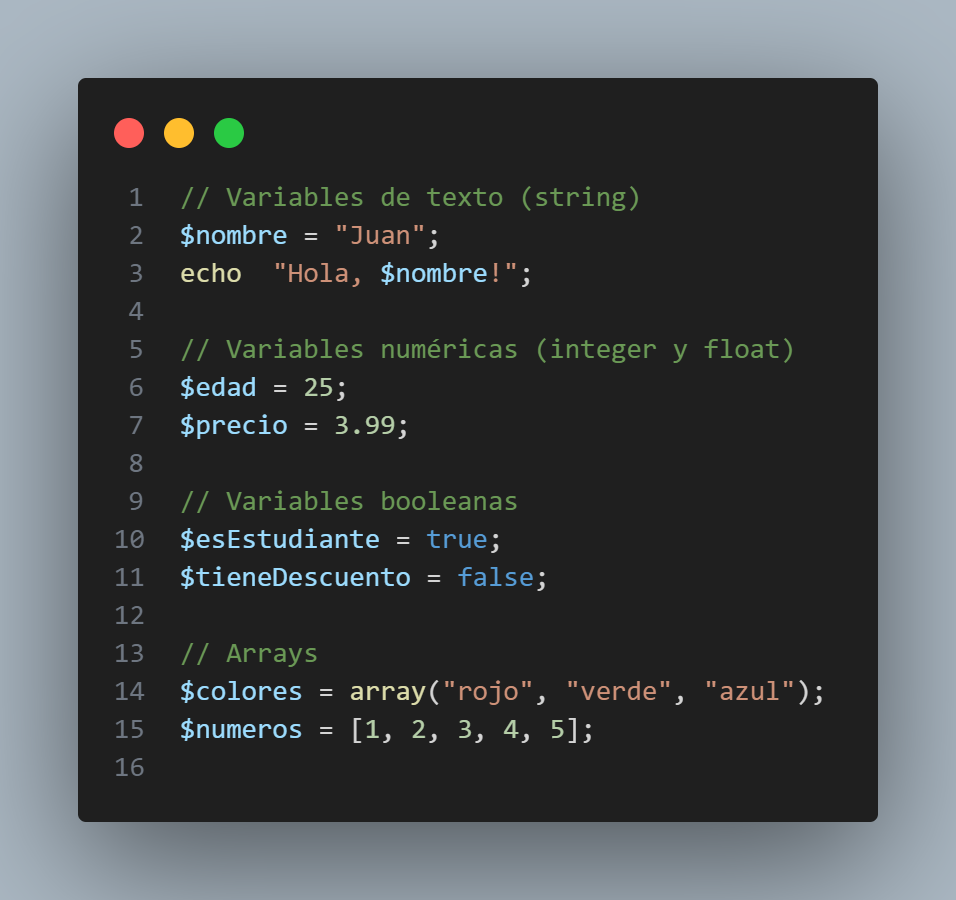 1 // Variables de texto (string)
2 $nombre = "Juan";
3 echo  "Hola, $nombre!";
4
5 // Variables numéricas (integer y float)
6 $edad = 25;
7 $precio = 3.99;
8
9 // Variables booleanas
10 $esEstudiante = true;
11 $tieneDescuento = false;
12
13 // Arrays
14 $colores = array("rojo", "verde", "azul");
15 $numeros = [1, 2, 3, 4, 5];
16